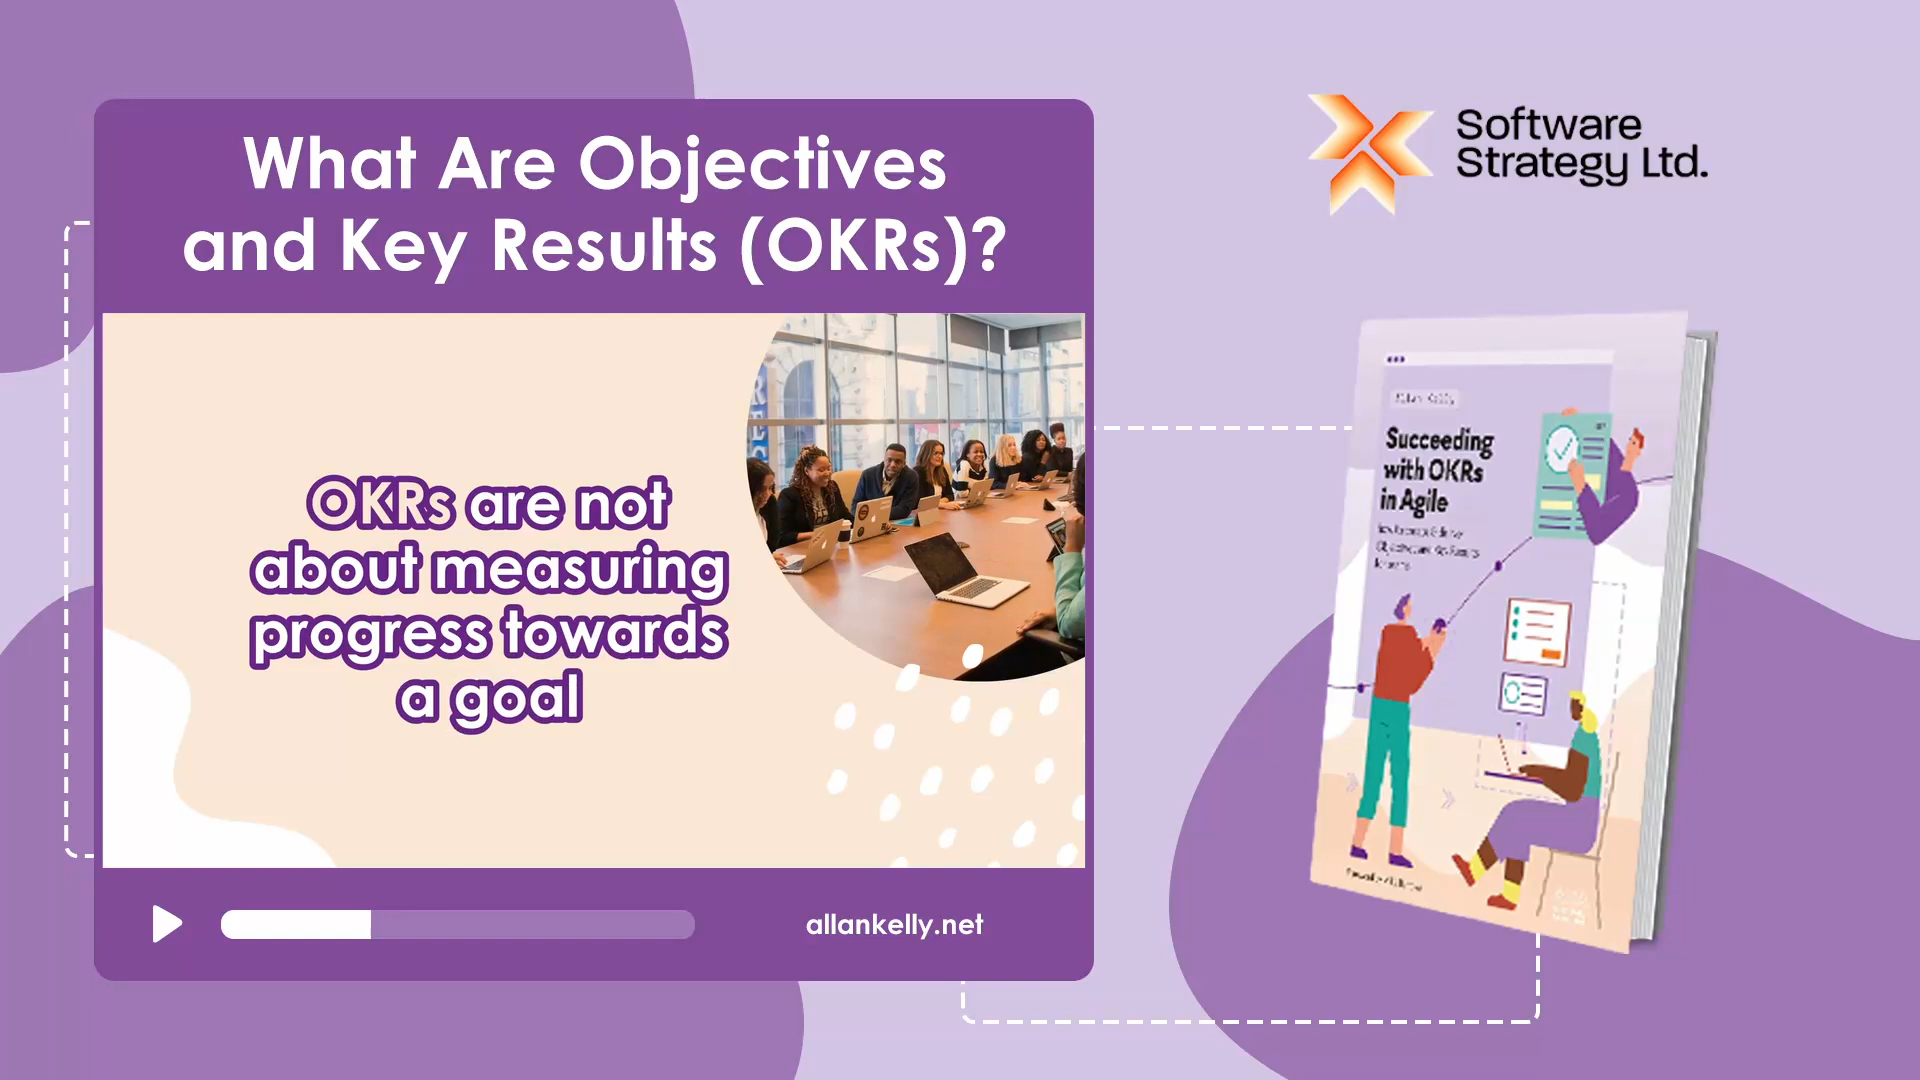 What Are Objectives
and Key Results (OKRs)?
OKRs are not
about measuring
progress towards
a goal
allankelly.net
Software
Strategy Ltd.
Succeeding
with OKRs
in Agile